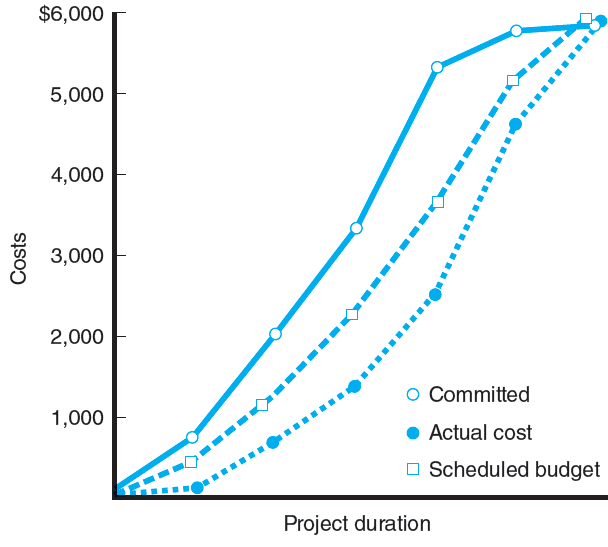 $6,000
5,000
4,000
3,000
2,000
1,000
Costs
Committed
Actual cost
Scheduled budget
Project duration